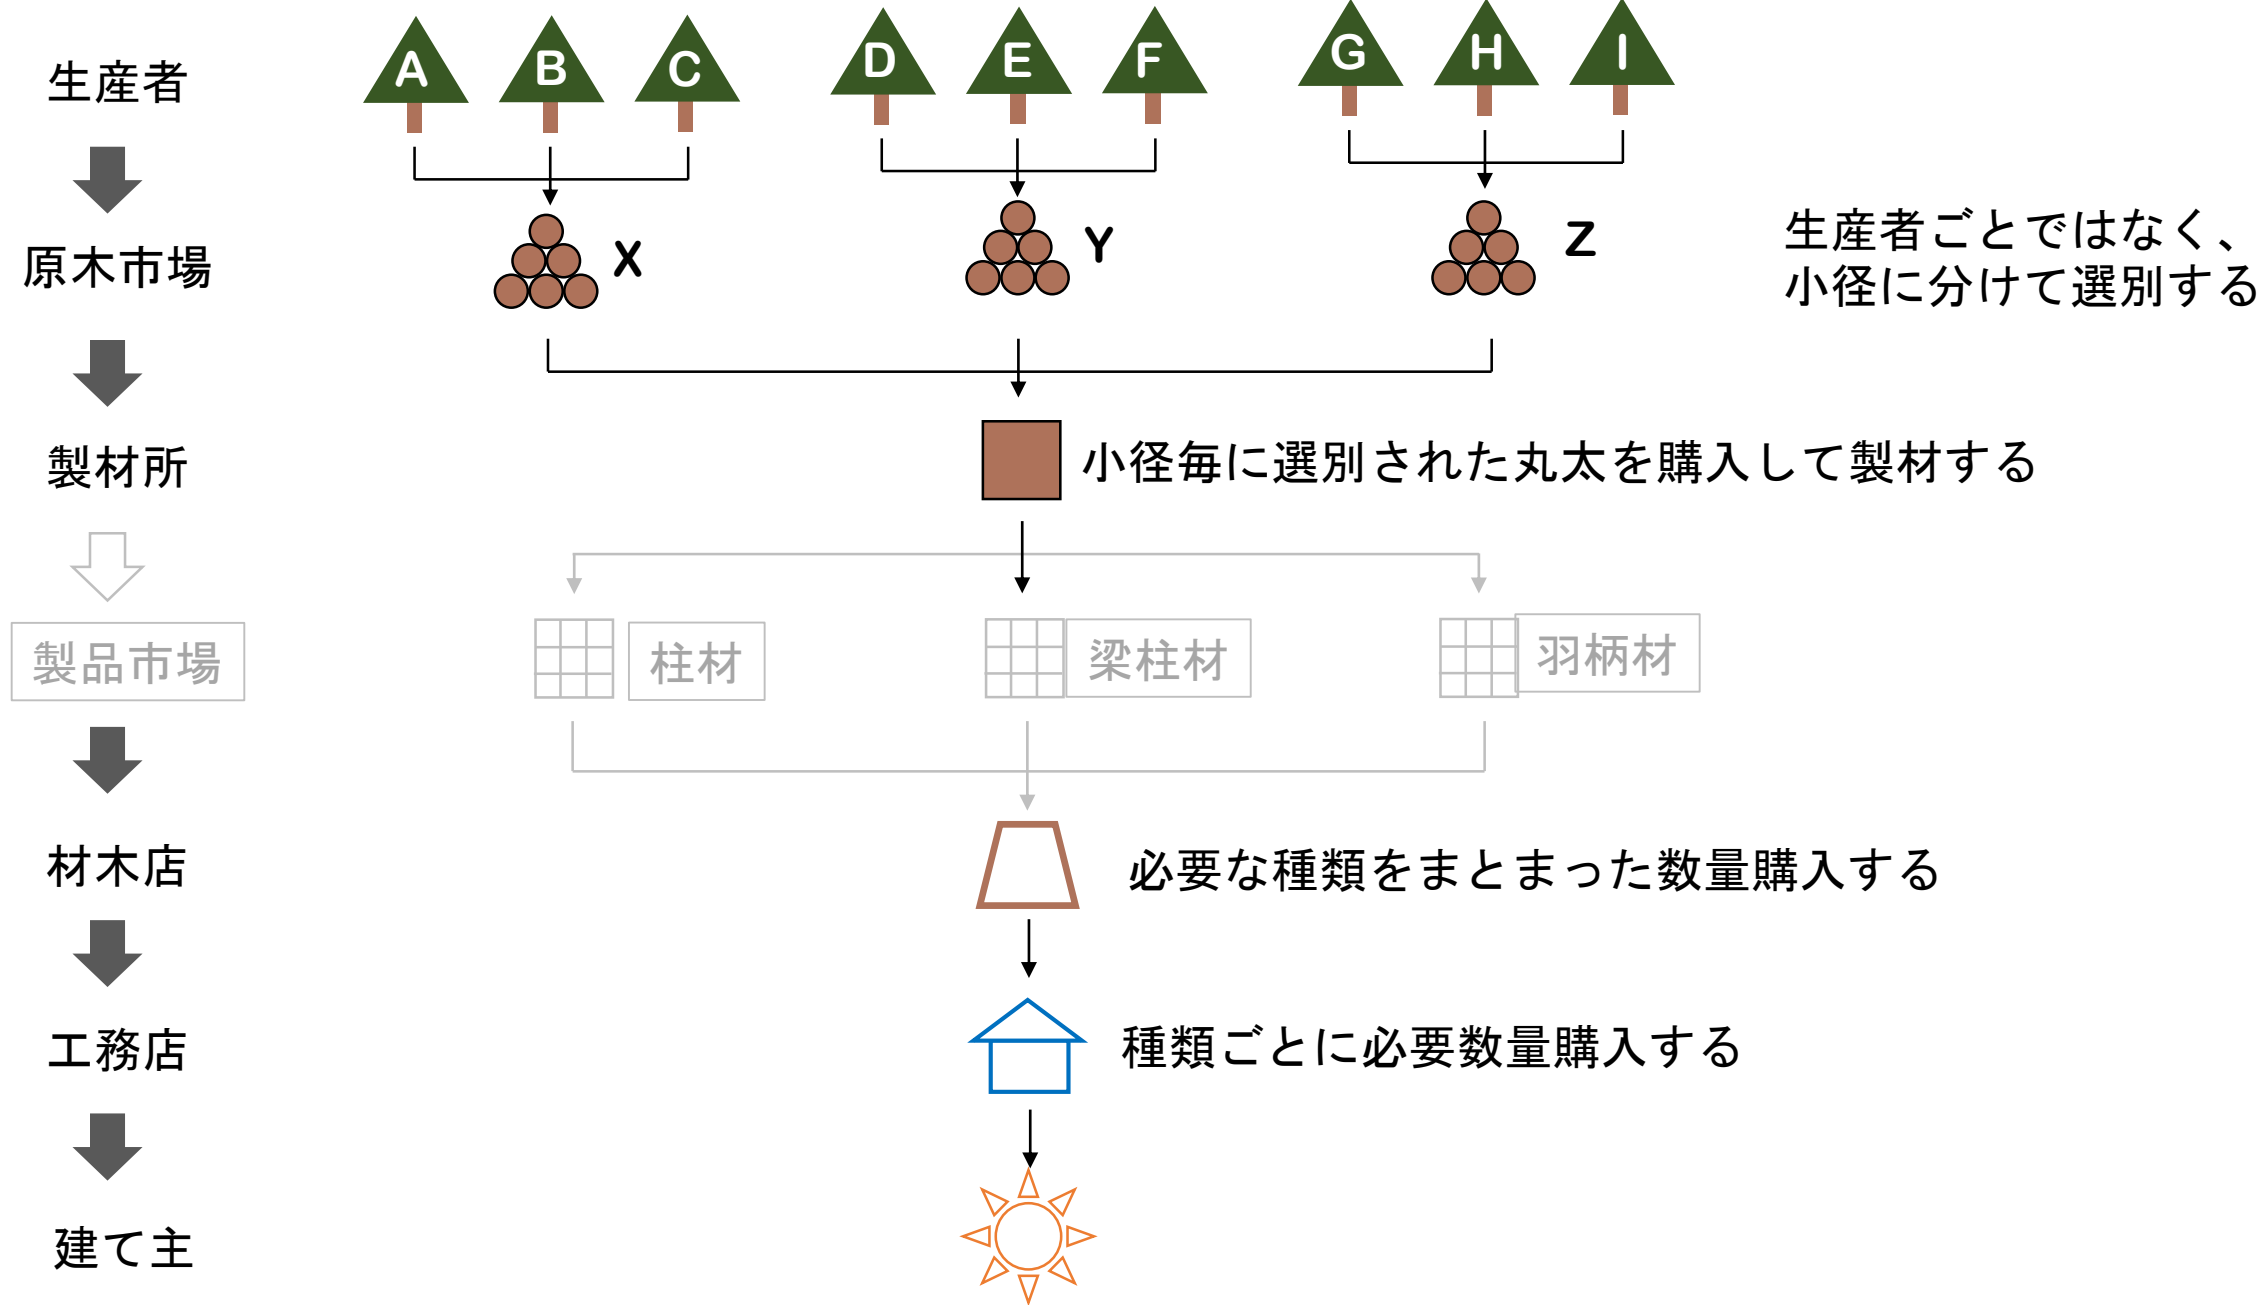 生産者
A
B
C
D
E
F
G
H
I
原木市場
X
Y
Z
生産者ごとではなく、
小径に分けて選別する
製材所
小径毎に選別された丸太を購入して製材する
製品市場
柱材
梁柱材
羽柄材
材木店
必要な種類をまとまった数量購入する
工務店
種類ごとに必要数量購入する
建て主